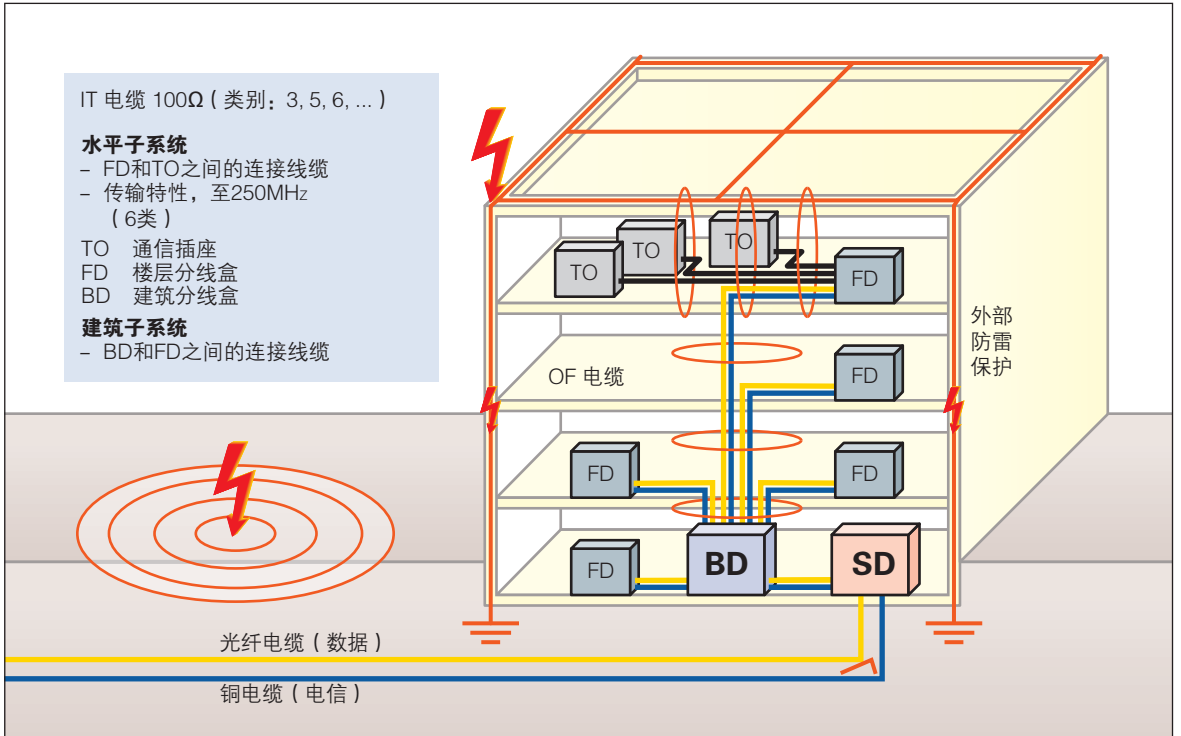 IT 电缆 100Ω（类别：3, 5, 6, ...）
水平子系统
– FD和TO之间的连接线缆
– 传输特性，至250MHz
（6类）
TO 通信插座
FD 楼层分线盒
BD 建筑分线盒
建筑子系统
– BD和FD之间的连接线缆
TO
TO
TO
FD
外部
防雷
保护
OF 电缆
FD
FD
FD
FD
BD
SD
光纤电缆（数据）
铜电缆（电信）